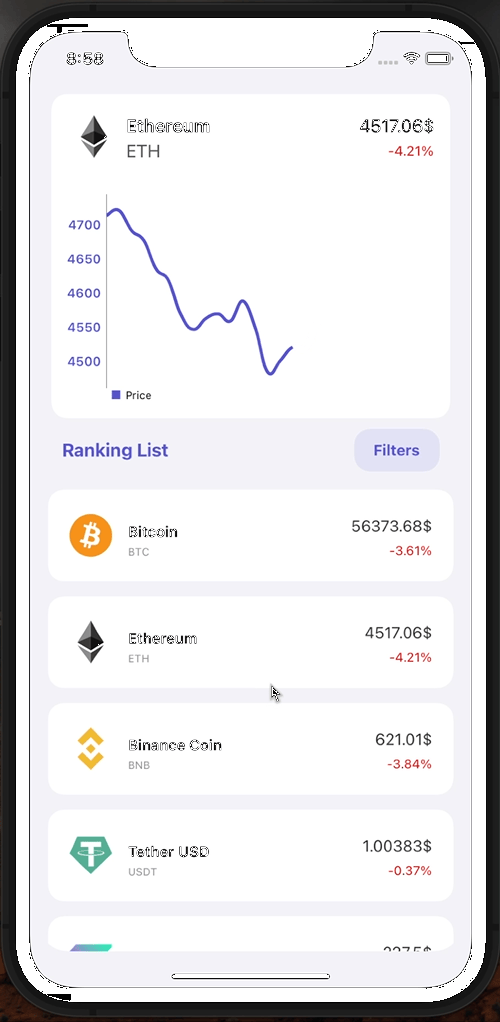 8:58
Ethereum 4517.06$
ETH -4.21%
4700
4650
4600
4550
4500
Price
Ranking List Filters
Bitcoin 56373.68$
BTC -3.61%
Ethereum 4517.06$
ETH -4.21%
Binance Coin 621.01$
BNB -3.84%
Tether USD 1.00383$
USDT -0.37%